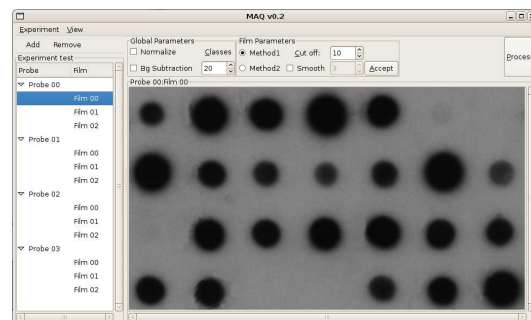 MAQ v0.2
Experiment View
Add Remove
Experiment test
Probe Film
Probe 00
Film 00
Film 01
Film 02
Probe 01
Film 00
Film 01
Film 02
Probe 02
Film 00
Film 01
Film 02
Probe 03
Film 00
Film 01
Film 02
Global Parameters
Normalize Classes
Bg Subtraction 20
Film Parameters
Method1 Cut off: 10
Method2 Smooth 3 Accept
Process
Probe 00:Film 00